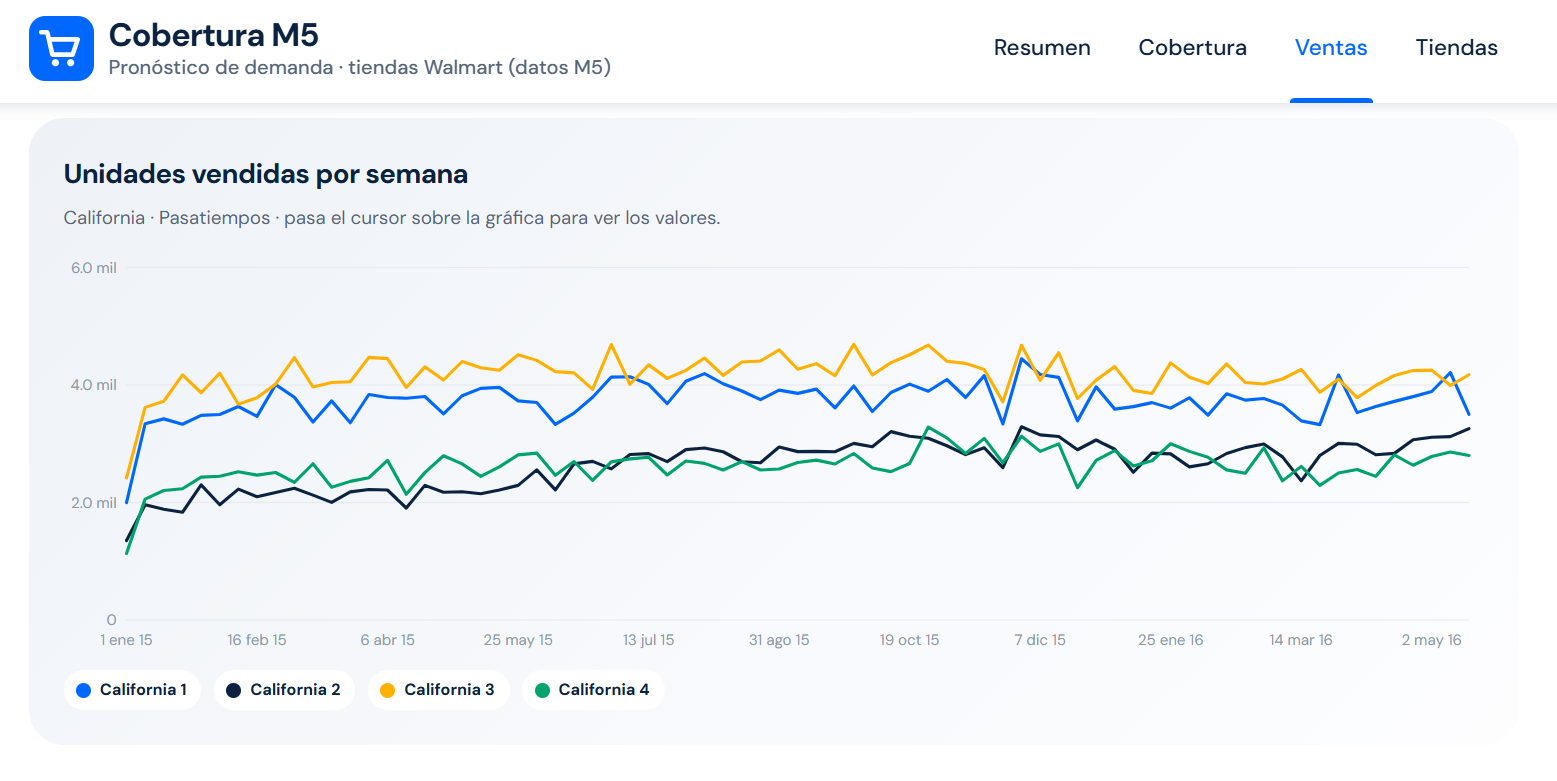 Cobertura M5
Pronóstico de demanda · tiendas Walmart (datos M5)
Resumen Cobertura Ventas Tiendas
Unidades vendidas por semana
California · Pasatiempos · pasa el cursor sobre la gráfica para ver los valores.
6.0 mil
4.0 mil
2.0 mil
0
1 ene 15 16 feb 15 6 abr 15 25 may 15 13 jul 15 31 ago 15 19 oct 15 7 dic 15 25 ene 16 14 mar 16 2 may 16
California 1 California 2 California 3 California 4